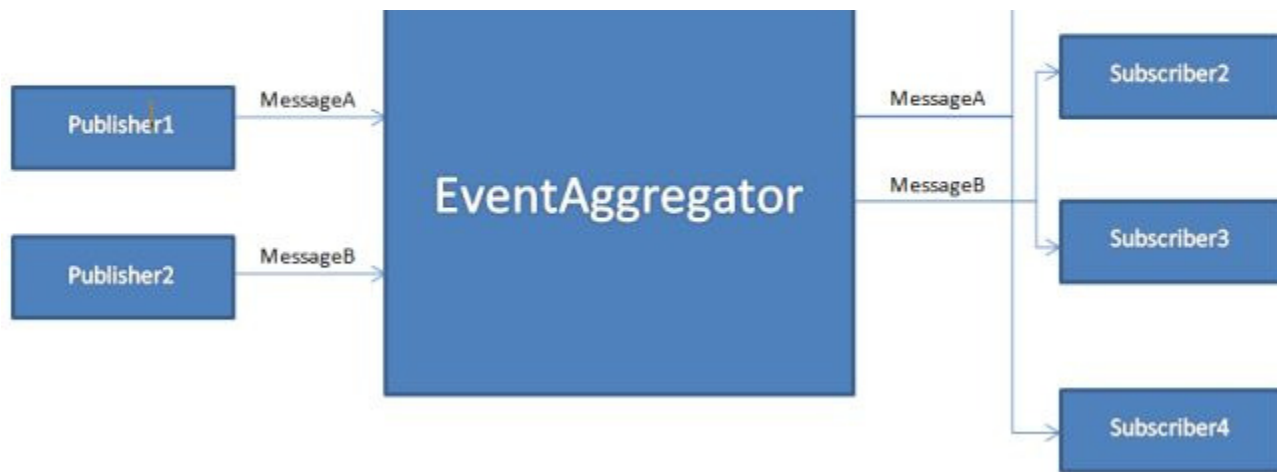 Publisher1
MessageA
Publisher2
MessageB
EventAggregator
MessageA
MessageB
Subscriber2
Subscriber3
Subscriber4